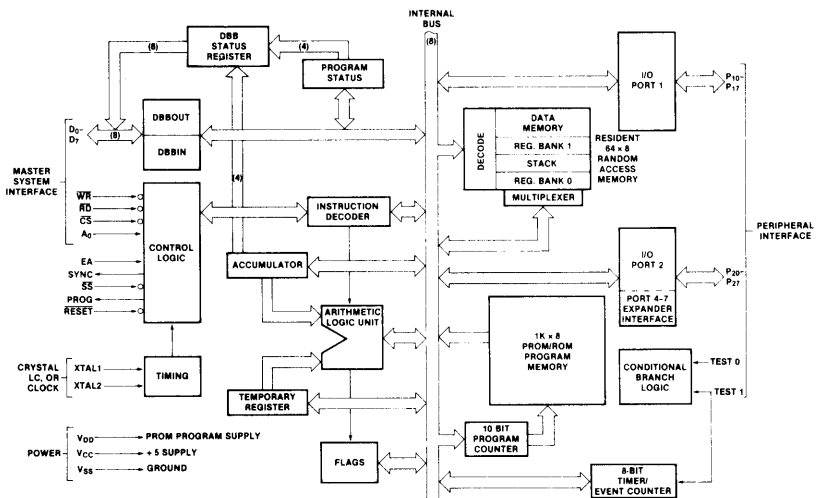 INTERNAL
BUS
(8)
(8)
DBB
STATUS
REGISTER
(4)
PROGRAM
STATUS
I/O
PORT 1
P10-
P17
DBBOUT
DBBIN
D0-
D7
(8)
MASTER
SYSTEM
INTERFACE
WR
RD
CS
A0
EA
SYNC
SS
PROG
RESET
CONTROL
LOGIC
(4)
INSTRUCTION
DECODER
ACCUMULATOR
DECODE
DATA
MEMORY
REG. BANK 1
STACK
REG. BANK 0
MULTIPLEXER
RESIDENT
64 × 8
RANDOM
ACCESS
MEMORY
PERIPHERAL
INTERFACE
I/O
PORT 2
PORT 4-7
EXPANDER
INTERFACE
P20-
P27
ARITHMETIC
LOGIC UNIT
1K × 8
PROM/ROM
PROGRAM
MEMORY
CRYSTAL
LC, OR
CLOCK
XTAL1
XTAL2
TIMING
TEMPORARY
REGISTER
CONDITIONAL
BRANCH
LOGIC
TEST 0
TEST 1
10 BIT
PROGRAM
COUNTER
POWER
VDD
PROM PROGRAM SUPPLY
VCC
+ 5 SUPPLY
VSS
GROUND
FLAGS
8-BIT
TIMER/
EVENT COUNTER